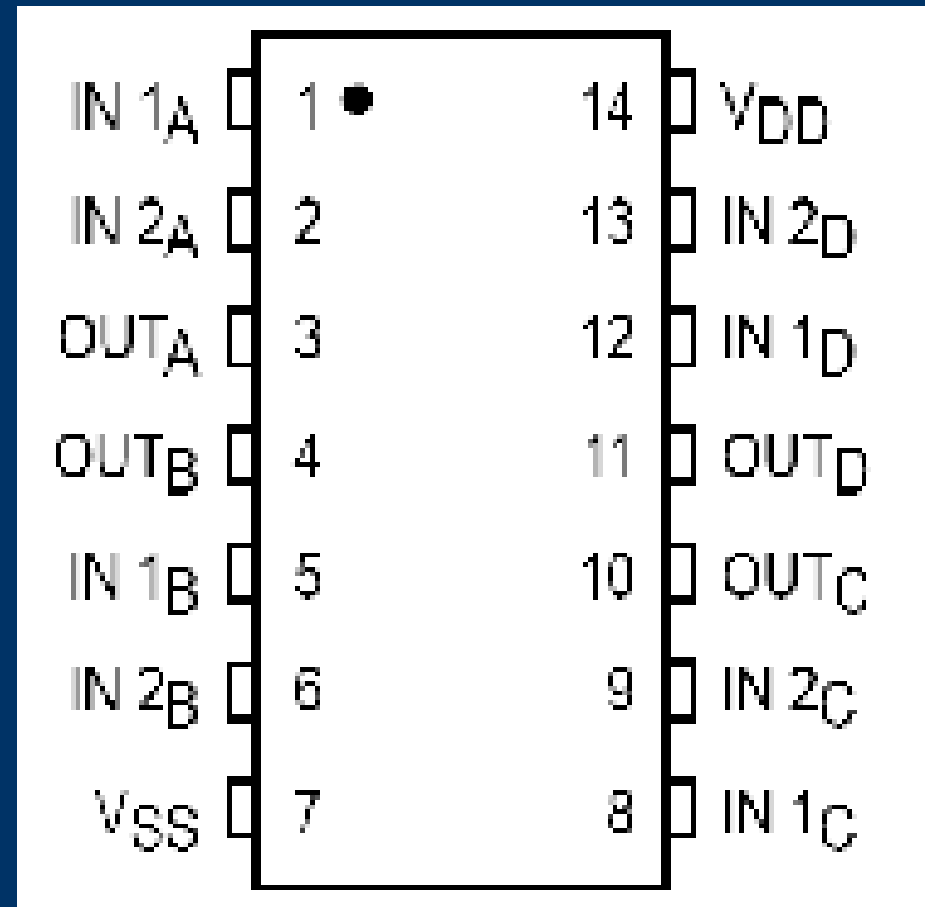 IN 1A 1 14 VDD
IN 2A 2 13 IN 2D
OUTA 3 12 IN 1D
OUTB 4 11 OUTD
IN 1B 5 10 OUTC
IN 2B 6 9 IN 2C
VSS 7 8 IN 1C